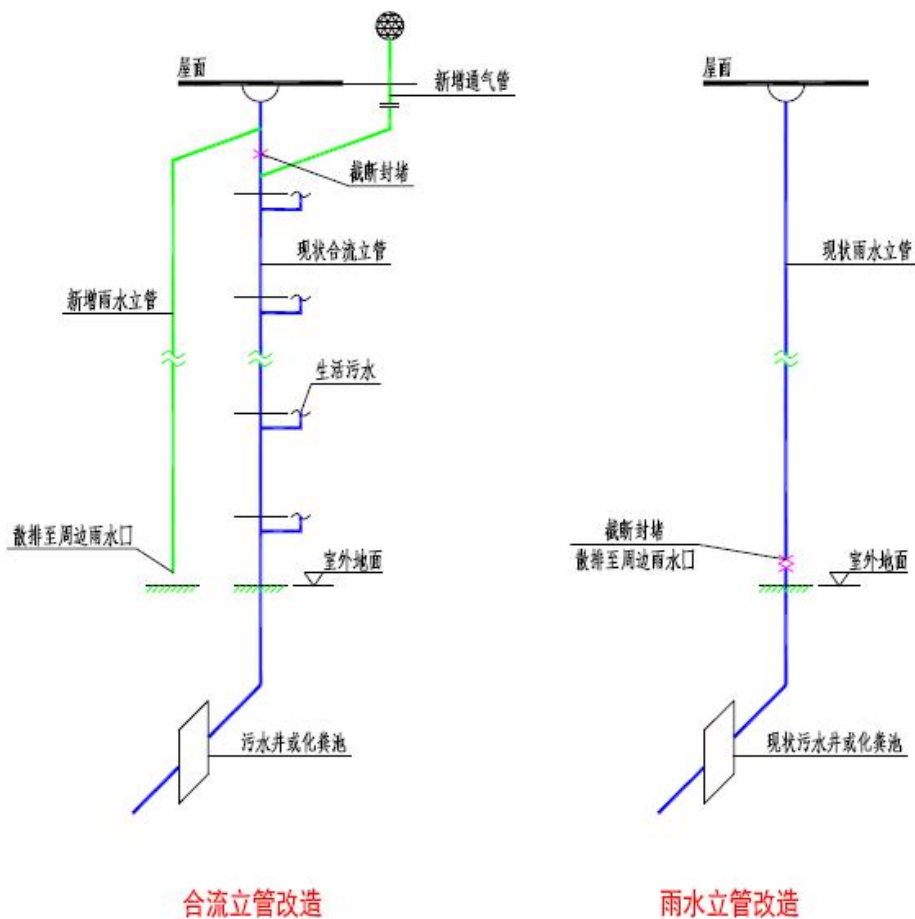 屋面
新增通气管
截断封堵
现状合流立管
新增雨水立管
生活污水
散排至周边雨水口
室外地面
污水井或化粪池
合流立管改造
屋面
现状雨水立管
截断封堵
散排至周边雨水口
室外地面
现状污水井或化粪池
雨水立管改造